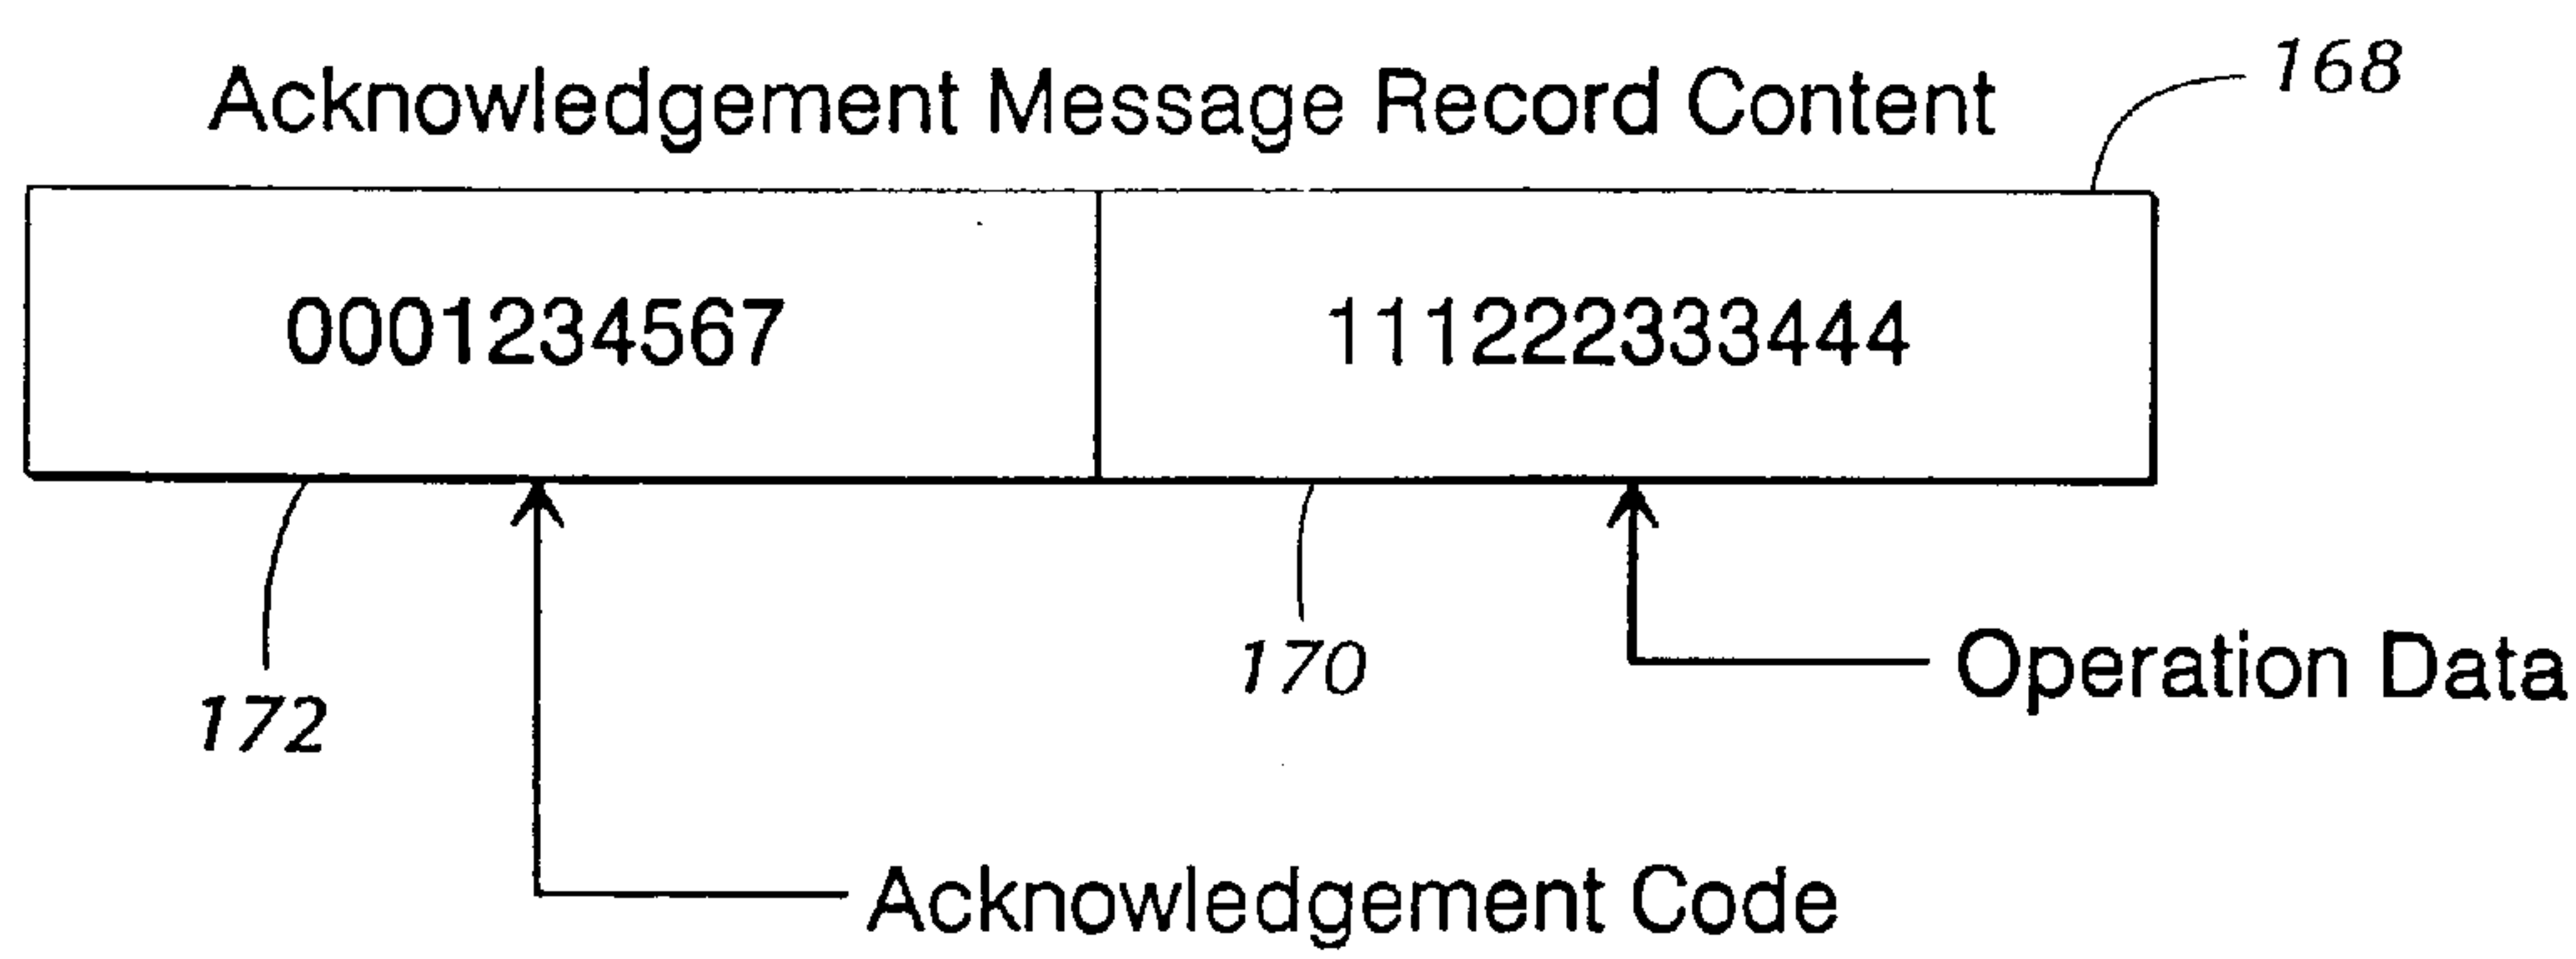 168
Acknowledgement Message Record Content
0001234567 111222333444
170 Operation Data
172
Acknowledgement Code